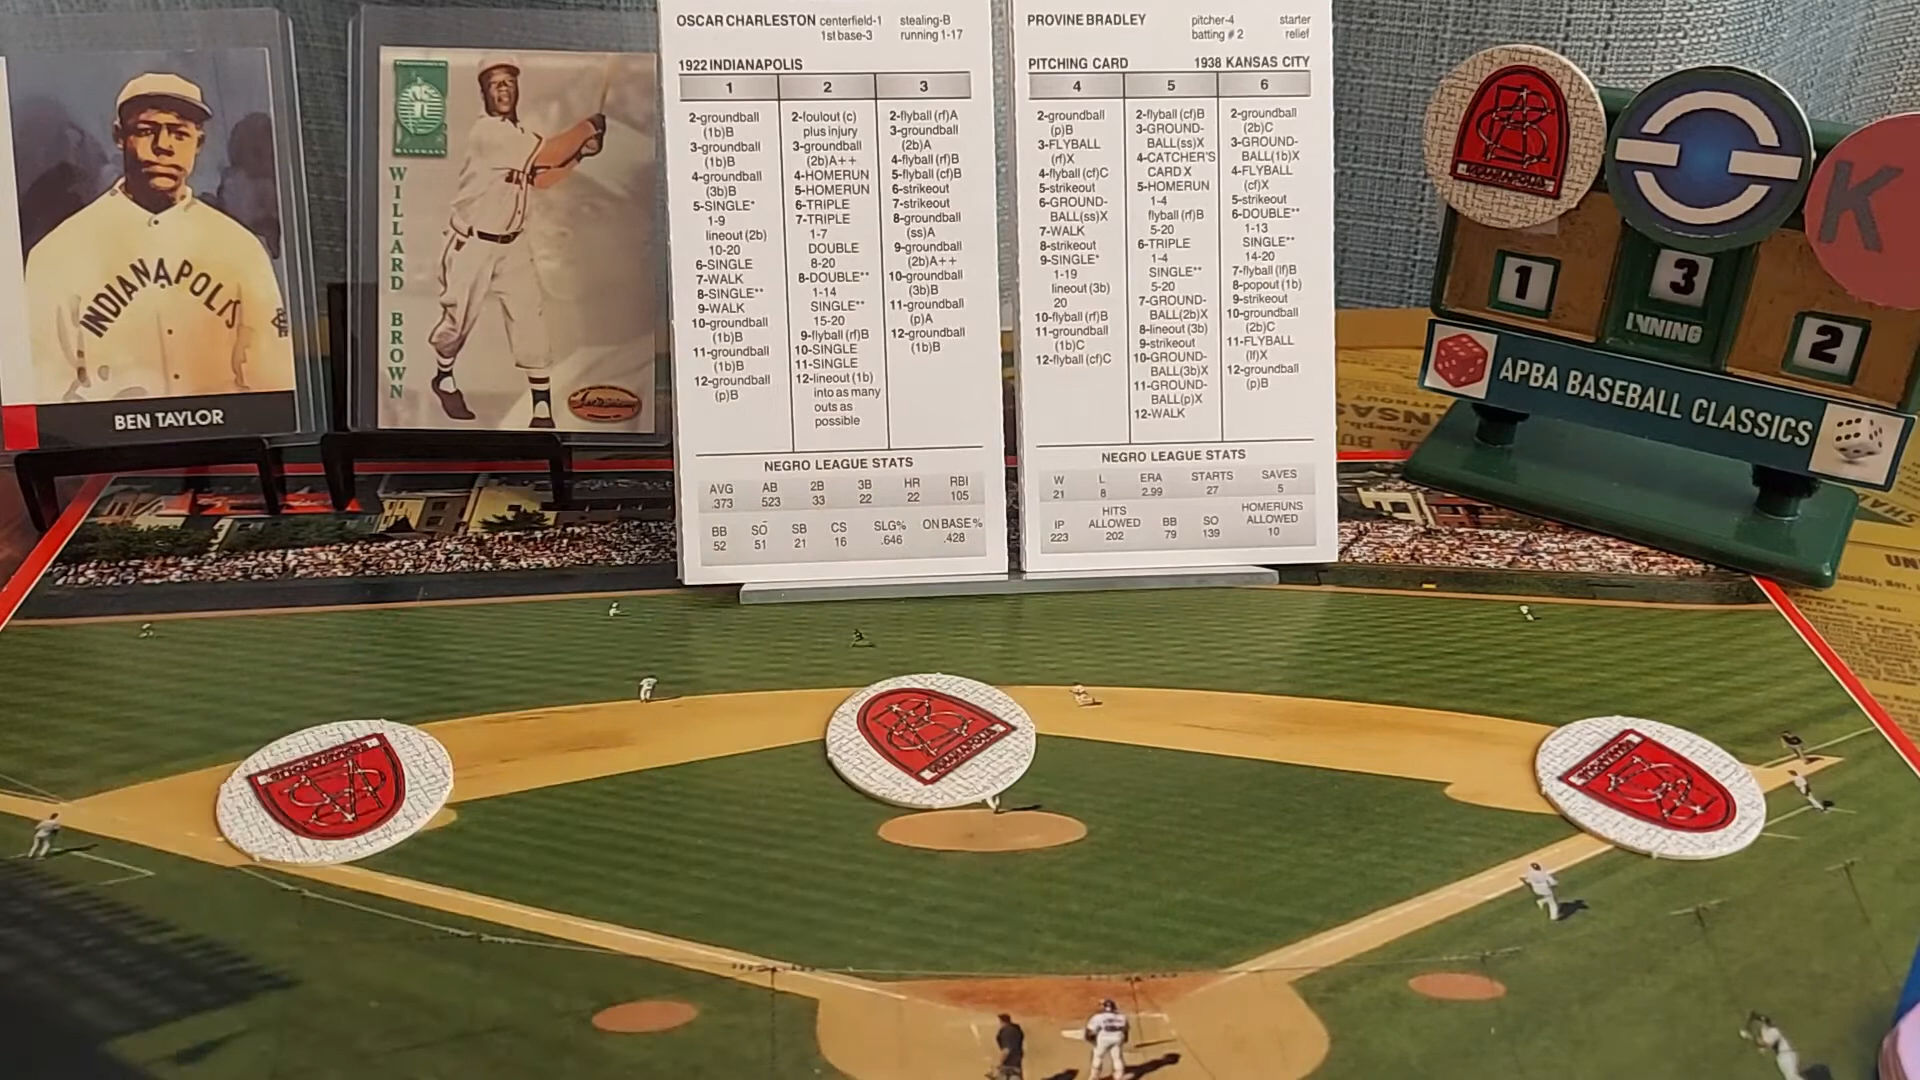 INDIANAPOLIS
BEN TAYLOR
WILLARD BROWN
OSCAR CHARLESTON centerfield-1 stealing-B
1st base-3 running 1-17
1922 INDIANAPOLIS
1
2-groundball
(1b)B
3-groundball
(1b)B
4-groundball
(3b)B
5-SINGLE*
1-9
lineout (2b)
10-20
6-SINGLE
7-WALK
8-SINGLE**
9-WALK
10-groundball
(1b)B
11-groundball
(1b)B
12-groundball
(p)B
2
2-foulout (c)
plus injury
3-groundball
(2b)A++
4-HOMERUN
5-HOMERUN
6-TRIPLE
7-TRIPLE
1-7
DOUBLE
8-20
8-DOUBLE**
1-14
SINGLE**
15-20
9-flyball (rf)B
10-SINGLE
11-SINGLE
12-lineout (1b)
into as many
outs as
possible
3
2-flyball (rf)A
3-groundball
(2b)A
4-flyball (rf)B
5-flyball (cf)B
6-strikeout
7-strikeout
8-groundball
(ss)A
9-groundball
(2b)A++
10-groundball
(3b)B
11-groundball
(p)A
12-groundball
(1b)B
NEGRO LEAGUE STATS
AVG AB 2B 3B HR RBI
.373 523 33 22 22 105
BB SO SB CS SLG% ON BASE%
52 51 21 16 .646 .428
PROVINE BRADLEY pitcher-4 starter
batting # 2 relief
PITCHING CARD 1938 KANSAS CITY
4
2-groundball
(p)B
3-FLYBALL
(rf)X
4-flyball (cf)C
5-strikeout
6-GROUND-
BALL(ss)X
7-WALK
8-strikeout
9-SINGLE*
1-19
lineout (3b)
20
10-flyball (rf)B
11-groundball
(1b)C
12-flyball (cf)C
5
2-flyball (cf)B
3-GROUND-
BALL(ss)X
4-CATCHER'S
CARD X
5-HOMERUN
1-4
flyball (rf)B
5-20
6-TRIPLE
1-4
SINGLE**
5-20
7-GROUND-
BALL(2b)X
8-lineout (3b)
9-strikeout
10-GROUND-
BALL(3b)X
11-GROUND-
BALL(p)X
12-WALK
6
2-groundball
(2b)C
3-GROUND-
BALL(1b)X
4-FLYBALL
(cf)X
5-strikeout
6-DOUBLE**
1-13
SINGLE**
14-20
7-flyball (lf)B
8-popout (1b)
9-strikeout
10-groundball
(2b)C
11-FLYBALL
(lf)X
12-groundball
(p)B
NEGRO LEAGUE STATS
W L ERA STARTS SAVES
21 8 2.99 27 5
IP HITS ALLOWED BB SO HOMERUNS ALLOWED
223 202 79 139 10
K
1 3 2
INNING
APBA BASEBALL CLASSICS